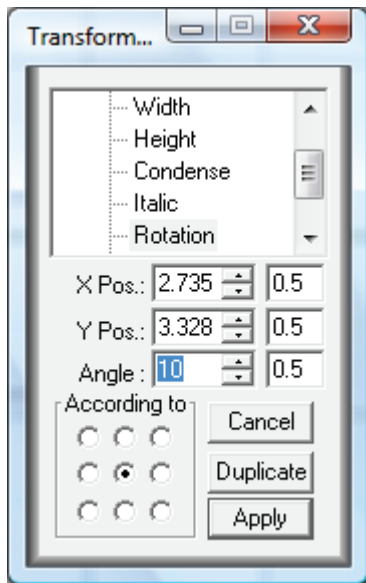 Transform...
Width
Height
Condense
Italic
Rotation
X Pos.: 2.735 0.5
Y Pos.: 3.328 0.5
Angle : 10 0.5
According to
Cancel
Duplicate
Apply